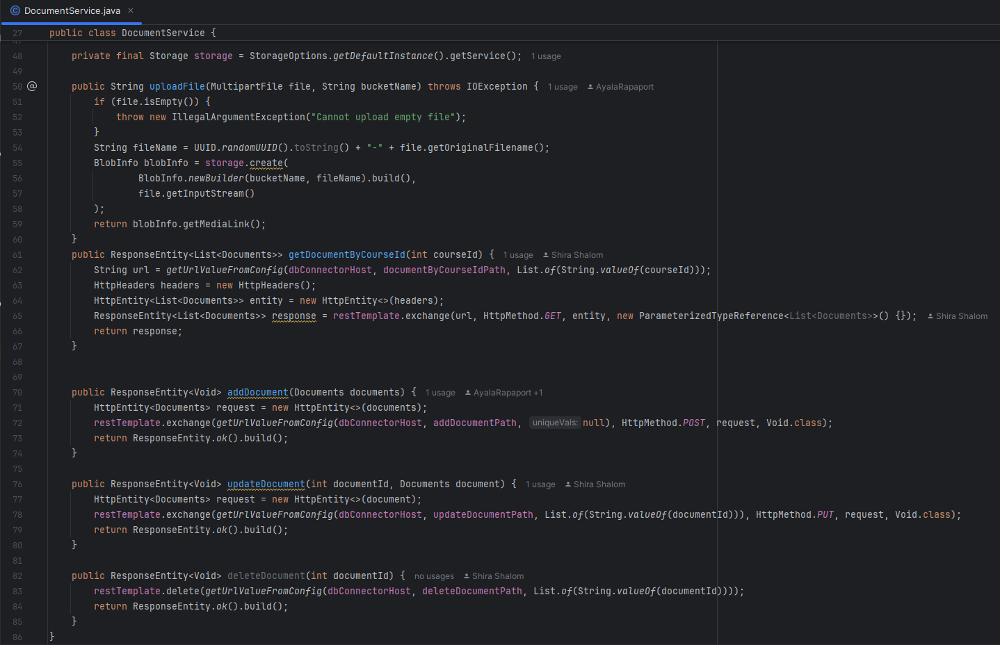 DocumentService.java
27 public class DocumentService {
48 private final Storage storage = StorageOptions.getDefaultInstance().getService(); 1 usage
49
50 public String uploadFile(MultipartFile file, String bucketName) throws IOException { 1 usage AyalaRapaport
51 if (file.isEmpty()) {
52 throw new IllegalArgumentException("Cannot upload empty file");
53 }
54 String fileName = UUID.randomUUID().toString() + "-" + file.getOriginalFilename();
55 BlobInfo blobInfo = storage.create(
56 BlobInfo.newBuilder(bucketName, fileName).build(),
57 file.getInputStream()
58 );
59 return blobInfo.getMediaLink();
60 }
61 public ResponseEntity<List<Documents>> getDocumentByCourseId(int courseId) { 1 usage Shira Shalom
62 String url = getUrlValueFromConfig(dbConnectorHost, documentByCourseIdPath, List.of(String.valueOf(courseId)));
63 HttpHeaders headers = new HttpHeaders();
64 HttpEntity<List<Documents>> entity = new HttpEntity<>(headers);
65 ResponseEntity<List<Documents>> response = restTemplate.exchange(url, HttpMethod.GET, entity, new ParameterizedTypeReference<List<Documents>>() {}); Shira Shalom
66 return response;
67 }
68
69
70 public ResponseEntity<Void> addDocument(Documents documents) { 1 usage AyalaRapaport +1
71 HttpEntity<Documents> request = new HttpEntity<>(documents);
72 restTemplate.exchange(getUrlValueFromConfig(dbConnectorHost, addDocumentPath, uniqueVals: null), HttpMethod.POST, request, Void.class);
73 return ResponseEntity.ok().build();
74 }
75
76 public ResponseEntity<Void> updateDocument(int documentId, Documents document) { 1 usage Shira Shalom
77 HttpEntity<Documents> request = new HttpEntity<>(document);
78 restTemplate.exchange(getUrlValueFromConfig(dbConnectorHost, updateDocumentPath, List.of(String.valueOf(documentId))), HttpMethod.PUT, request, Void.class);
79 return ResponseEntity.ok().build();
80 }
81
82 public ResponseEntity<Void> deleteDocument(int documentId) { no usages Shira Shalom
83 restTemplate.delete(getUrlValueFromConfig(dbConnectorHost, deleteDocumentPath, List.of(String.valueOf(documentId))));
84 return ResponseEntity.ok().build();
85 }
86 }